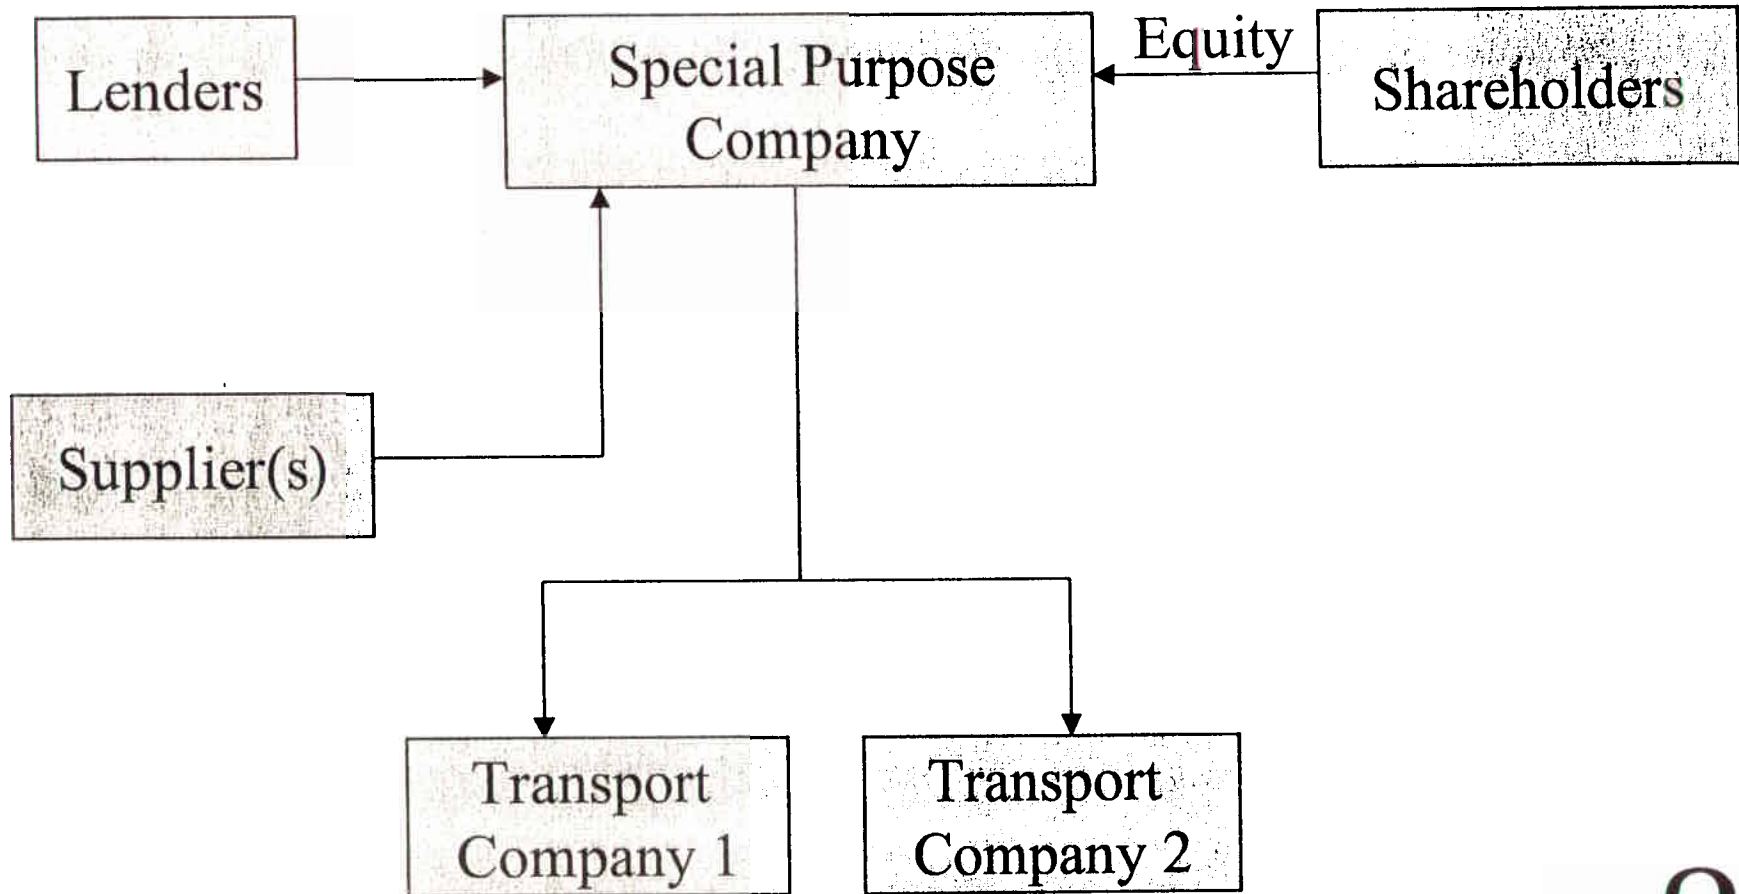 Lenders
Special Purpose
Company
Equity
Shareholders
Supplier(s)
Transport
Company 1
Transport
Company 2